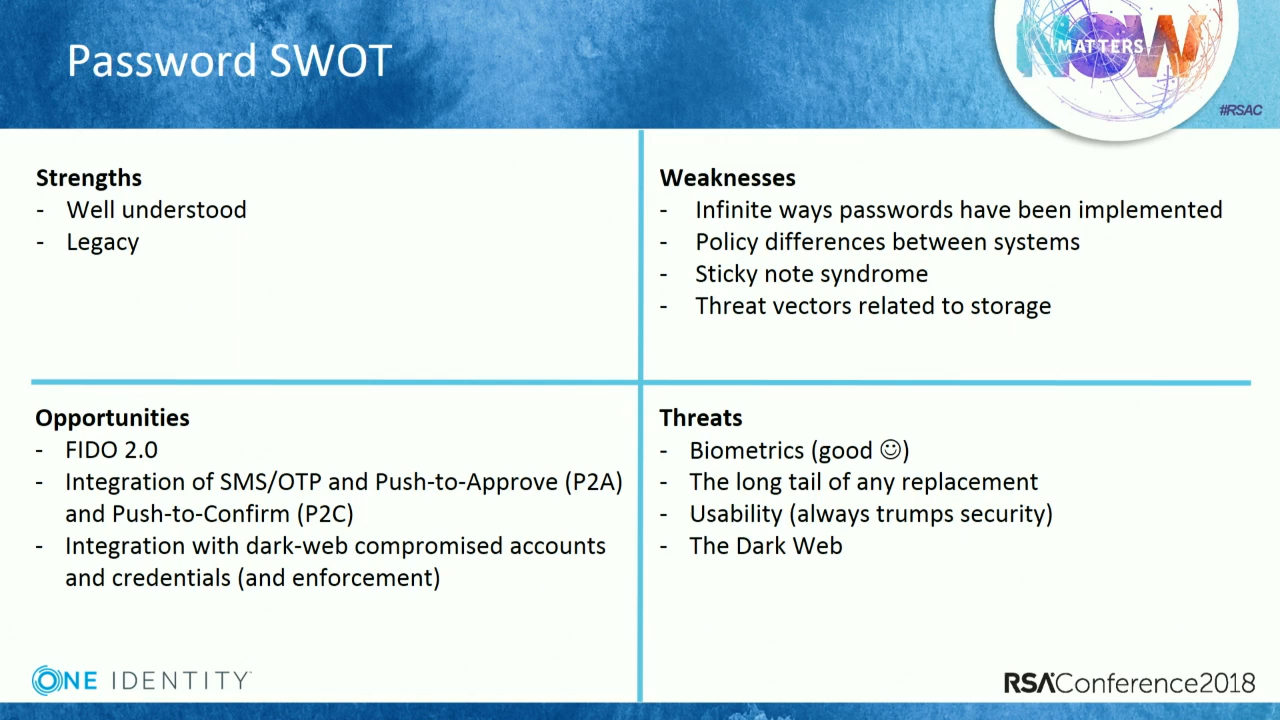 Password SWOT
NOW
MATTERS
#RSAC
Strengths
- Well understood
- Legacy
Weaknesses
- Infinite ways passwords have been implemented
- Policy differences between systems
- Sticky note syndrome
- Threat vectors related to storage
Opportunities
- FIDO 2.0
- Integration of SMS/OTP and Push-to-Approve (P2A)
and Push-to-Confirm (P2C)
- Integration with dark-web compromised accounts
and credentials (and enforcement)
Threats
- Biometrics (good ☺)
- The long tail of any replacement
- Usability (always trumps security)
- The Dark Web
ONE IDENTITY
RSAConference2018